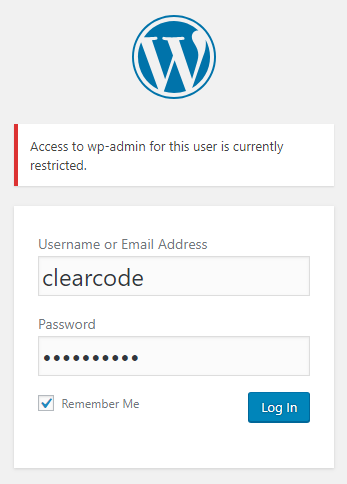 Access to wp-admin for this user is currently
restricted.
Username or Email Address
clearcode
Password
••••••••••
Remember Me
Log In